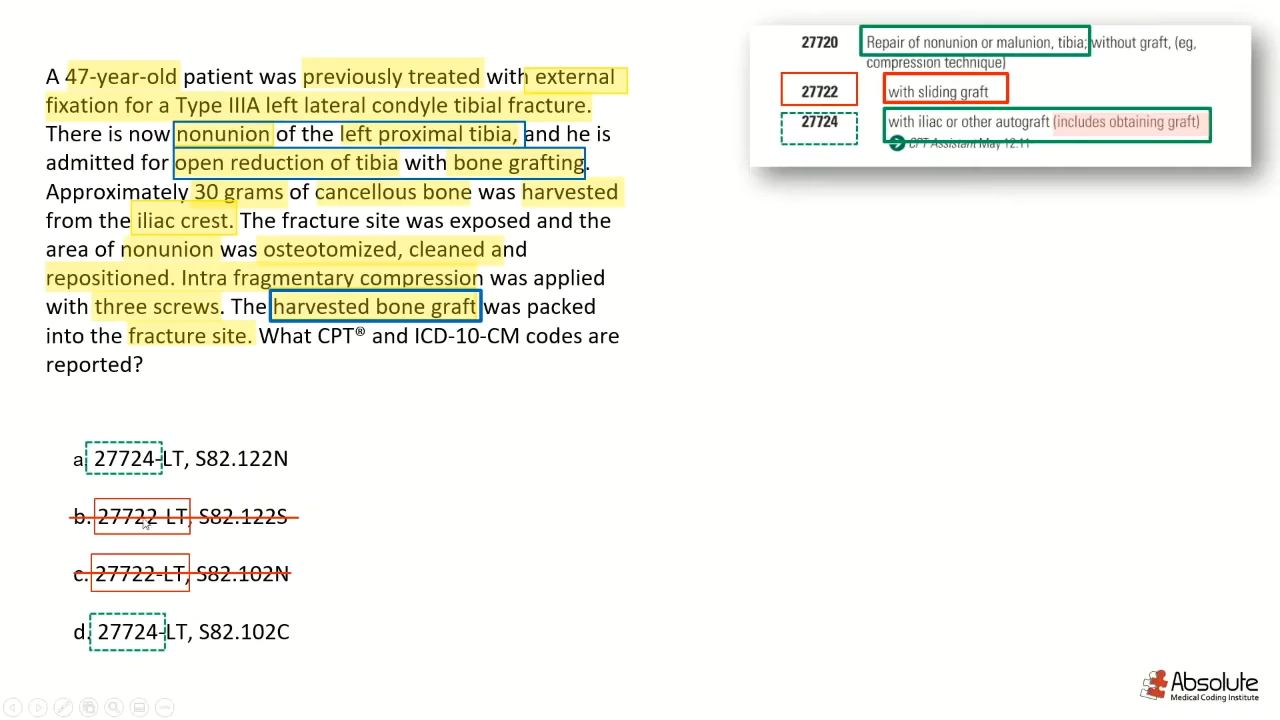 A 47-year-old patient was previously treated with external
fixation for a Type IIIA left lateral condyle tibial fracture.
There is now nonunion of the left proximal tibia, and he is
admitted for open reduction of tibia with bone grafting.
Approximately 30 grams of cancellous bone was harvested
from the iliac crest. The fracture site was exposed and the
area of nonunion was osteotomized, cleaned and
repositioned. Intra fragmentary compression was applied
with three screws. The harvested bone graft was packed
into the fracture site. What CPT® and ICD-10-CM codes are
reported?
a. 27724-LT, S82.122N
b. 27722-LT, S82.122S
c. 27722-LT, S82.102N
d. 27724-LT, S82.102C
27720 Repair of nonunion or malunion, tibia; without graft, (eg,
compression technique)
27722 with sliding graft
27724 with iliac or other autograft (includes obtaining graft)
CPT Assistant May 12:11
Absolute
Medical Coding Institute